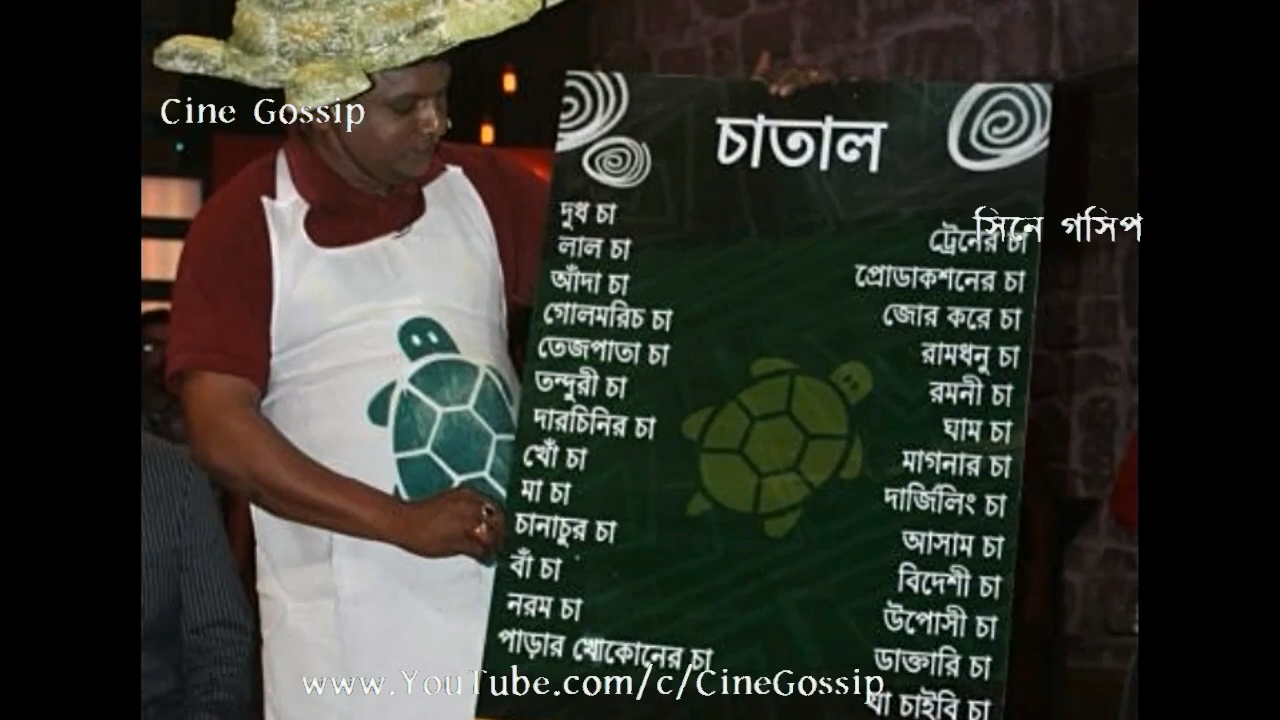 Cine Gossip
চাতাল
দুধ চা
লাল চা
আঁদা চা
গোলমরিচ চা
তেজপাতা চা
তন্দুরী চা
দারচিনির চা
খোঁ চা
মা চা
চানাচুর চা
বাঁ চা
নরম চা
পাড়ার খোকোনের চা
সিনে গসিপ
ট্রেনের চা
প্রোডাকশনের চা
জোর করে চা
রামধনু চা
রমনী চা
ঘাম চা
মাগনার চা
দার্জিলিং চা
আসাম চা
বিদেশী চা
উপোসী চা
ডাক্তারি চা
যা চাইবি চা
www.YouTube.com/c/CineGossip